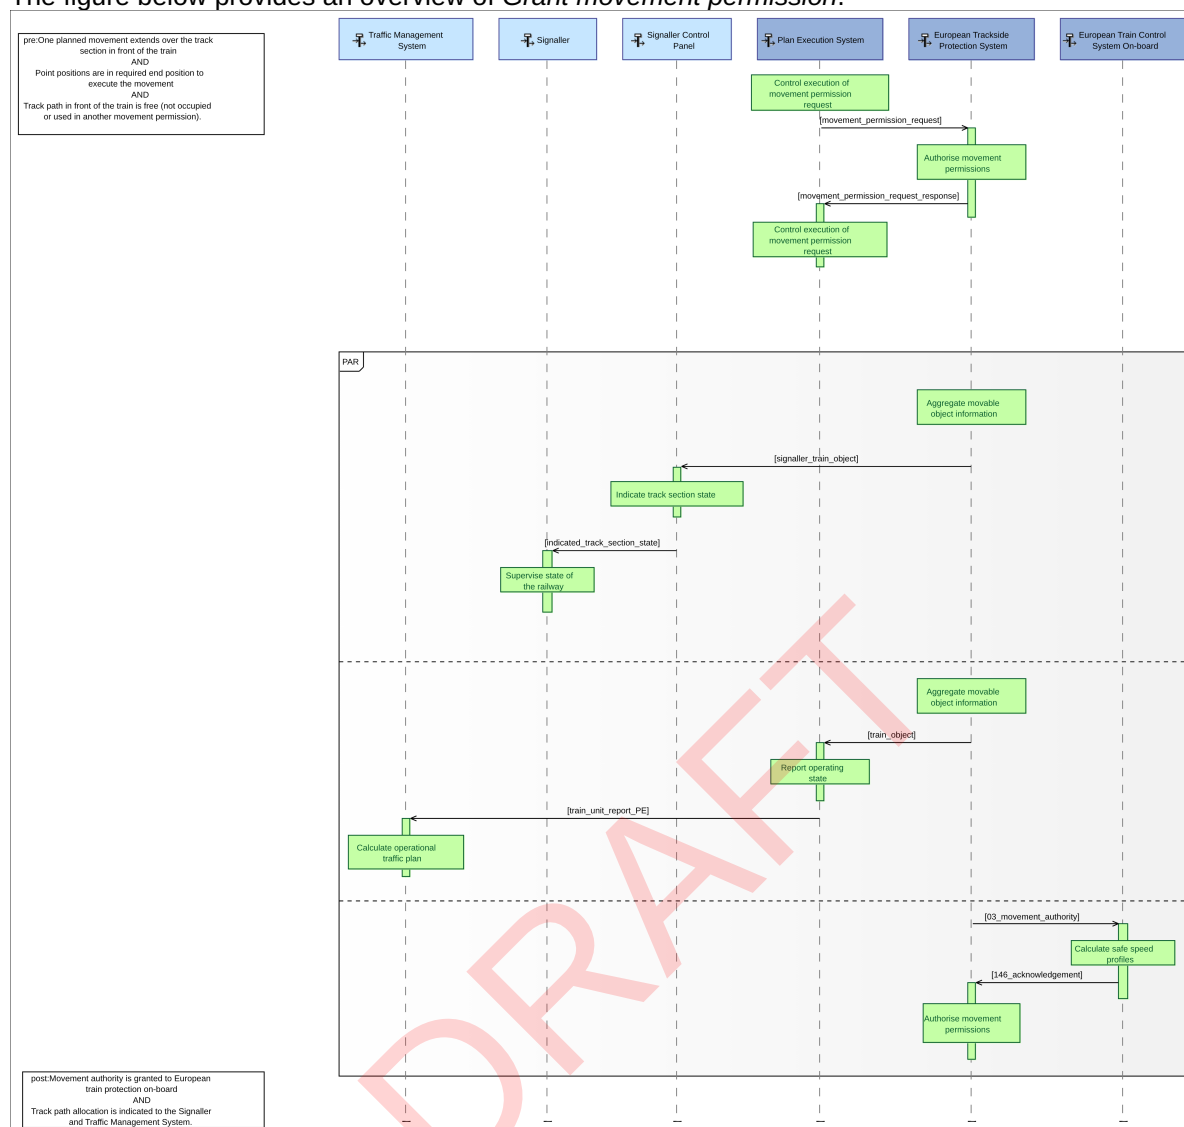 The figure below provides an overview of Grant movement permission.
pre:One planned movement extends over the track
section in front of the train
AND
Point positions are in required end position to
execute the movement
AND
Track path in front of the train is free (not occupied
or used in another movement permission).
Traffic Management
System
Signaller
Signaller Control
Panel
Plan Execution System
European Trackside
Protection System
European Train Control
System On-board
Control execution of
movement permission
request
[movement_permission_request]
Authorise movement
permissions
[movement_permission_request_response]
Control execution of
movement permission
request
PAR
Aggregate movable
object information
[signaller_train_object]
Indicate track section state
[indicated_track_section_state]
Supervise state of
the railway
Aggregate movable
object information
[train_object]
Report operating
state
[train_unit_report_PE]
Calculate operational
traffic plan
[03_movement_authority]
Calculate safe speed
profiles
[146_acknowledgement]
Authorise movement
permissions
post:Movement authority is granted to European
train protection on-board
AND
Track path allocation is indicated to the Signaller
and Traffic Management System.
DRAFT